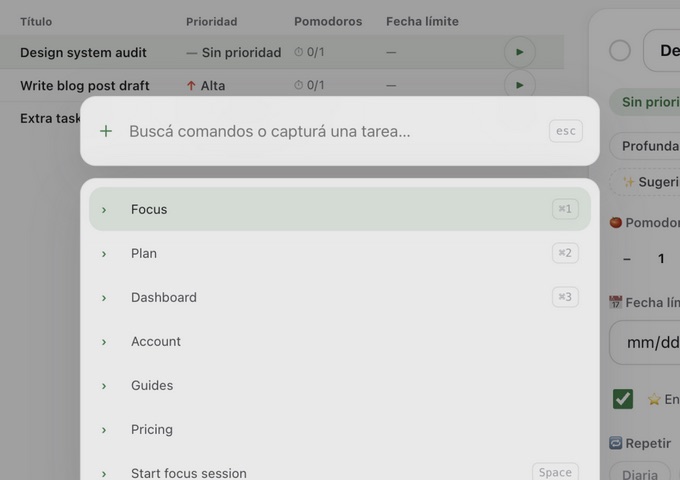 Título Prioridad Pomodoros Fecha límite
Design system audit — Sin prioridad 0/1 —
De
Write blog post draft ↑ Alta 0/1 —
Sin priori
Extra task
+ Buscá comandos o capturá una tarea... esc
Profunda
Sugeri
› Focus ⌘1
Pomodor
› Plan ⌘2
− 1
› Dashboard ⌘3
Fecha lím
› Account
mm/dd
› Guides
En
› Pricing
Repetir
› Start focus session Space
Diaria